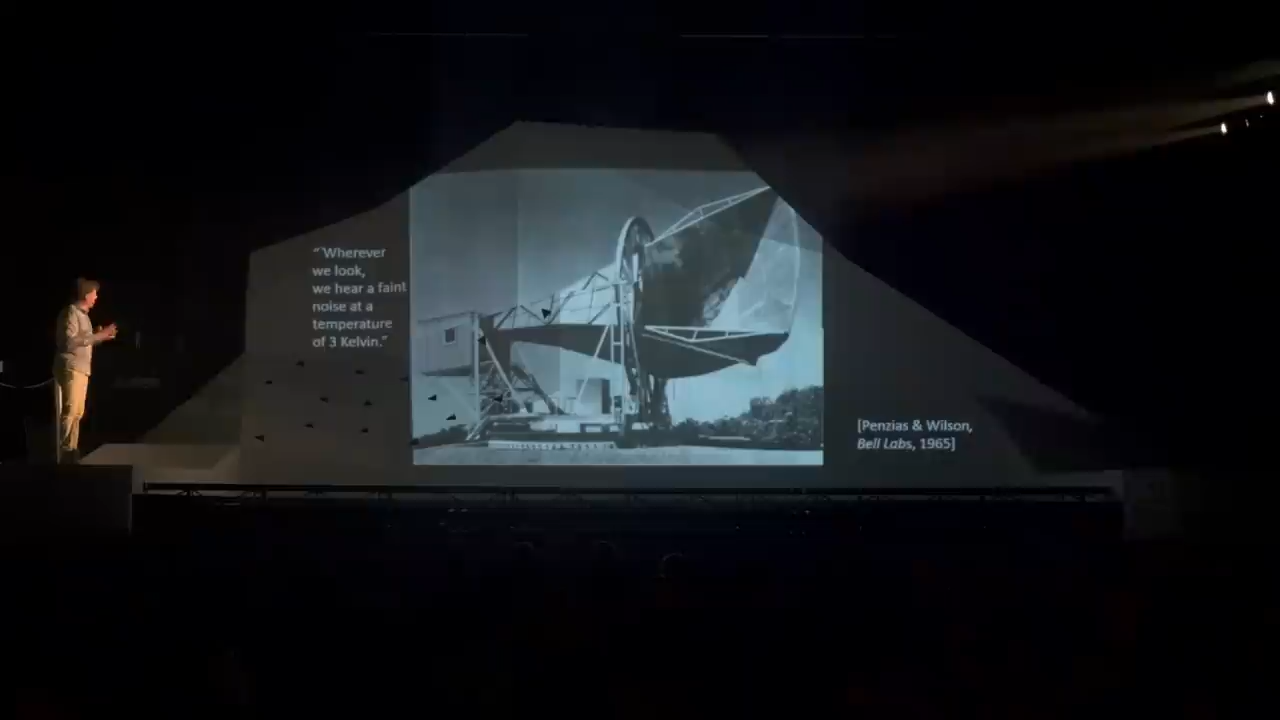 “Wherever
we look,
we hear a faint
noise at a
temperature
of 3 Kelvin.”
[Penzias & Wilson,
Bell Labs, 1965]